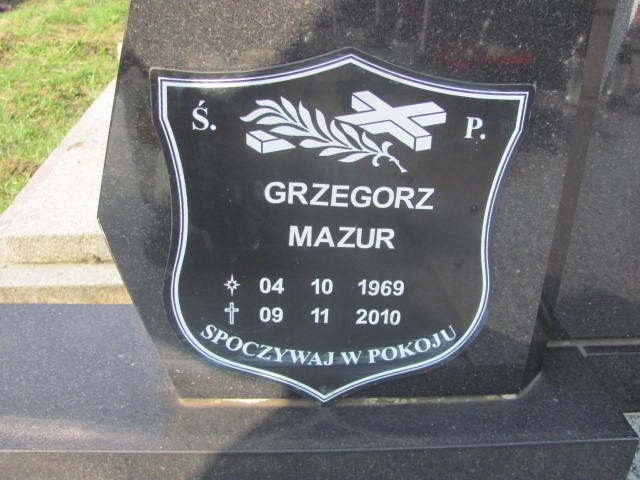 Ś. P.
GRZEGORZ
MAZUR
04 10 1969
09 11 2010
SPOCZYWAJ W POKOJU